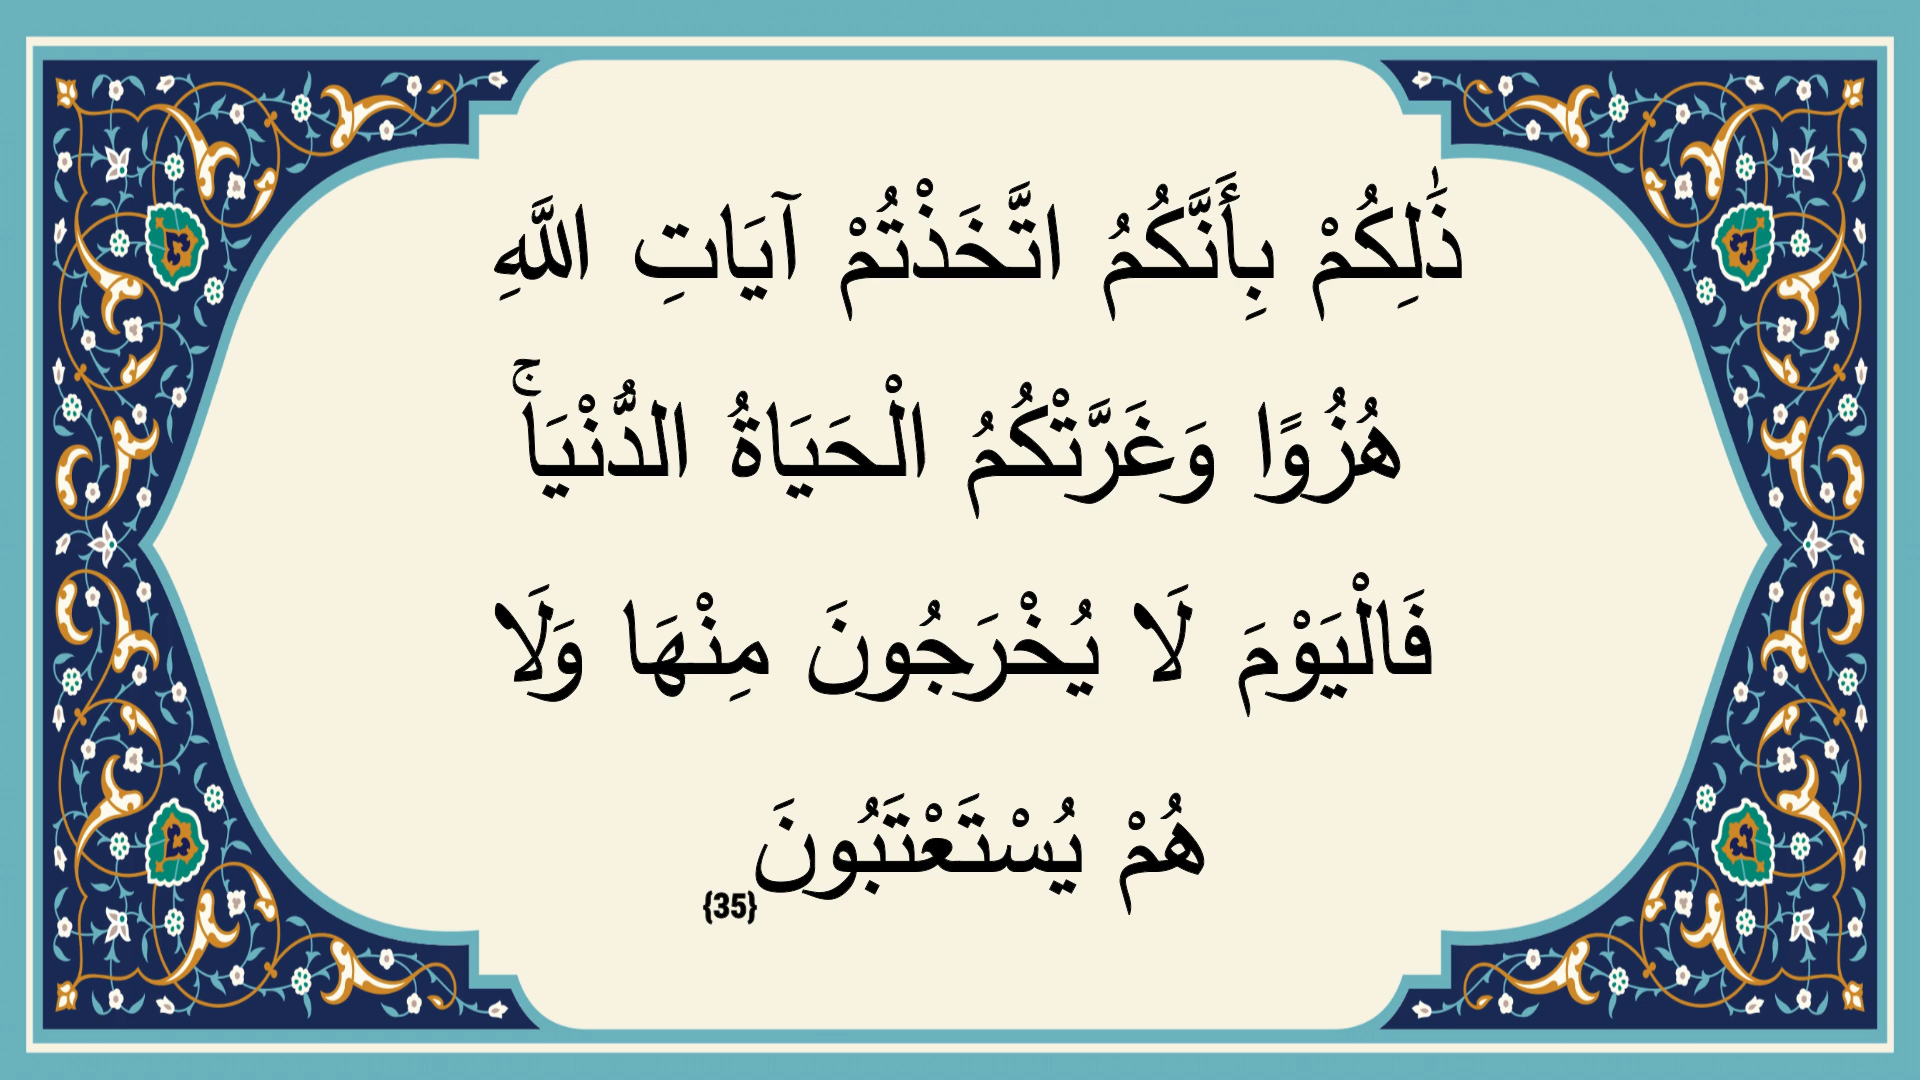 ذَٰلِكُمْ بِأَنَّكُمُ اتَّخَذْتُمْ آيَاتِ اللَّهِ
هُزُوًا وَغَرَّتْكُمُ الْحَيَاةُ الدُّنْيَا ۚ
فَالْيَوْمَ لَا يُخْرَجُونَ مِنْهَا وَلَا
هُمْ يُسْتَعْتَبُونَ {35}